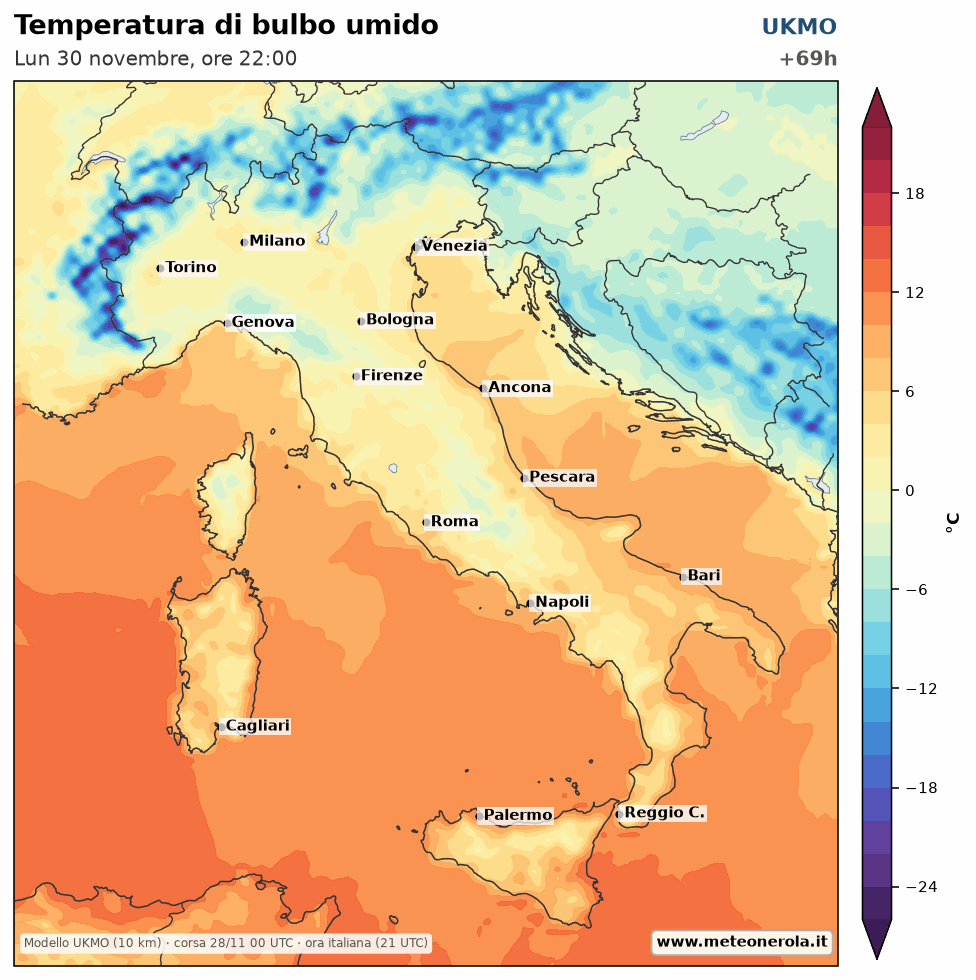 Temperatura di bulbo umido
UKMO
Lun 30 novembre, ore 22:00
+69h
Milano
Venezia
Torino
Genova
Bologna
Firenze
Ancona
Pescara
Roma
Bari
Napoli
Cagliari
Palermo
Reggio C.
18
12
6
0
−6
−12
−18
−24
°C
Modello UKMO (10 km) · corsa 28/11 00 UTC · ora italiana (21 UTC)
www.meteonerola.it